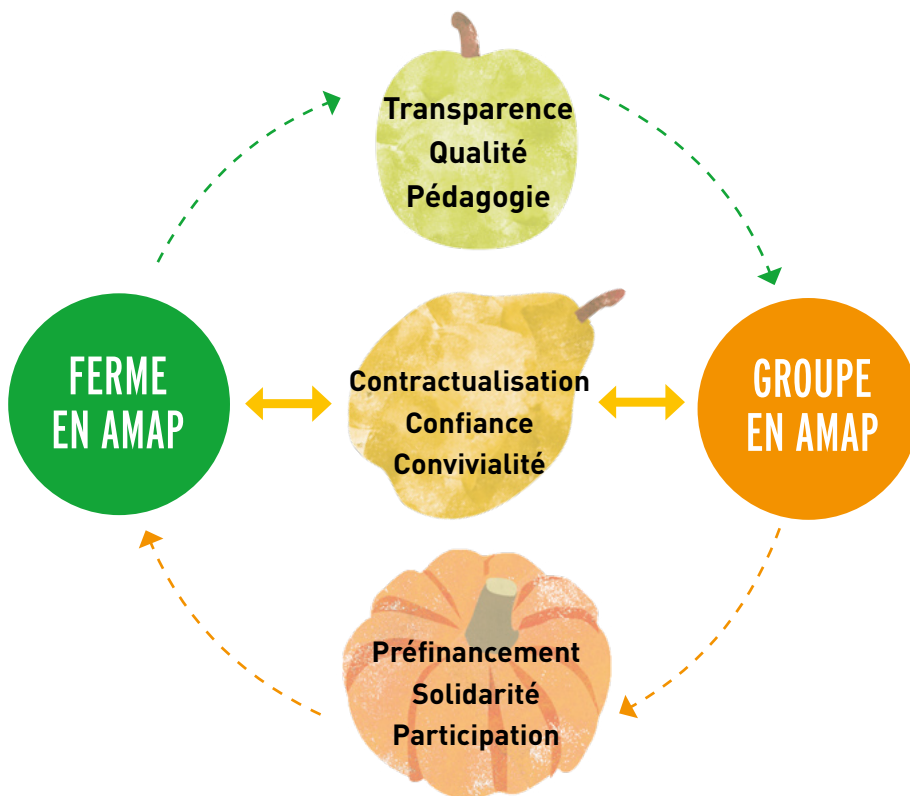 Transparence
Qualité
Pédagogie
FERME
EN AMAP
Contractualisation
Confiance
Convivialité
GROUPE
EN AMAP
Préfinancement
Solidarité
Participation